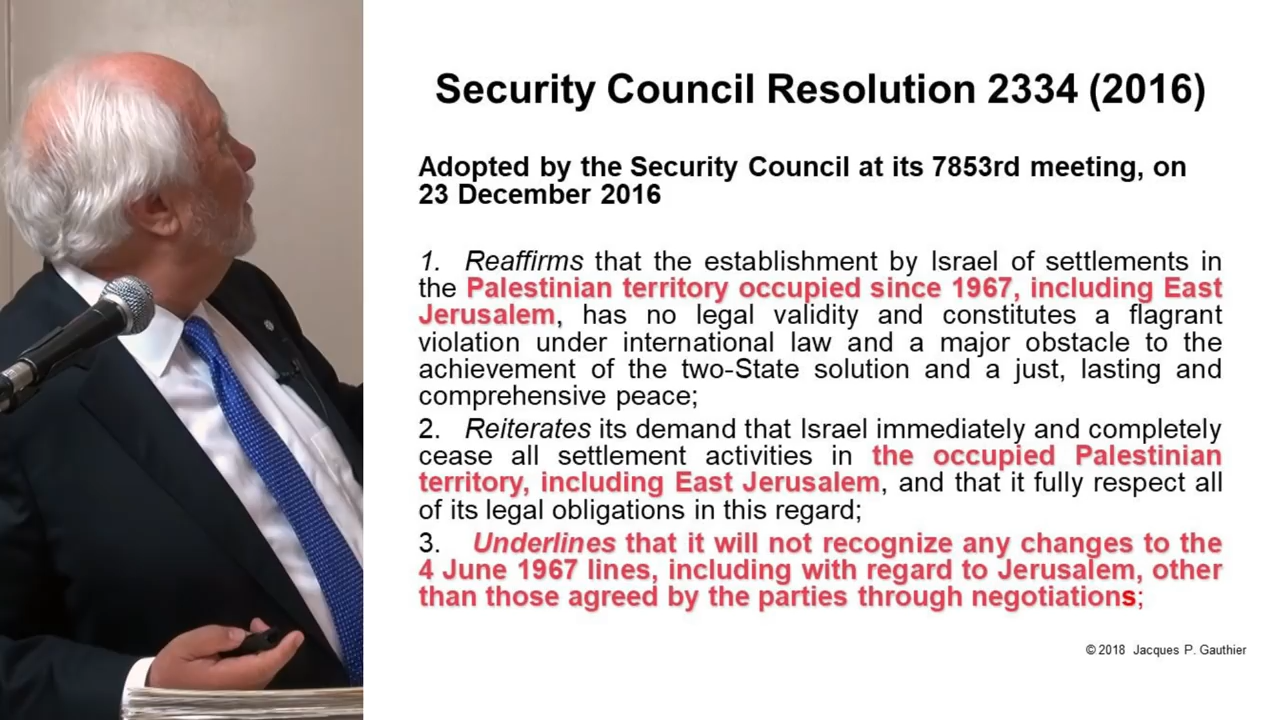 Security Council Resolution 2334 (2016)
Adopted by the Security Council at its 7853rd meeting, on
23 December 2016
1. Reaffirms that the establishment by Israel of settlements in
the Palestinian territory occupied since 1967, including East
Jerusalem, has no legal validity and constitutes a flagrant
violation under international law and a major obstacle to the
achievement of the two-State solution and a just, lasting and
comprehensive peace;
2. Reiterates its demand that Israel immediately and completely
cease all settlement activities in the occupied Palestinian
territory, including East Jerusalem, and that it fully respect all
of its legal obligations in this regard;
3. Underlines that it will not recognize any changes to the
4 June 1967 lines, including with regard to Jerusalem, other
than those agreed by the parties through negotiations;
© 2018 Jacques P. Gauthier